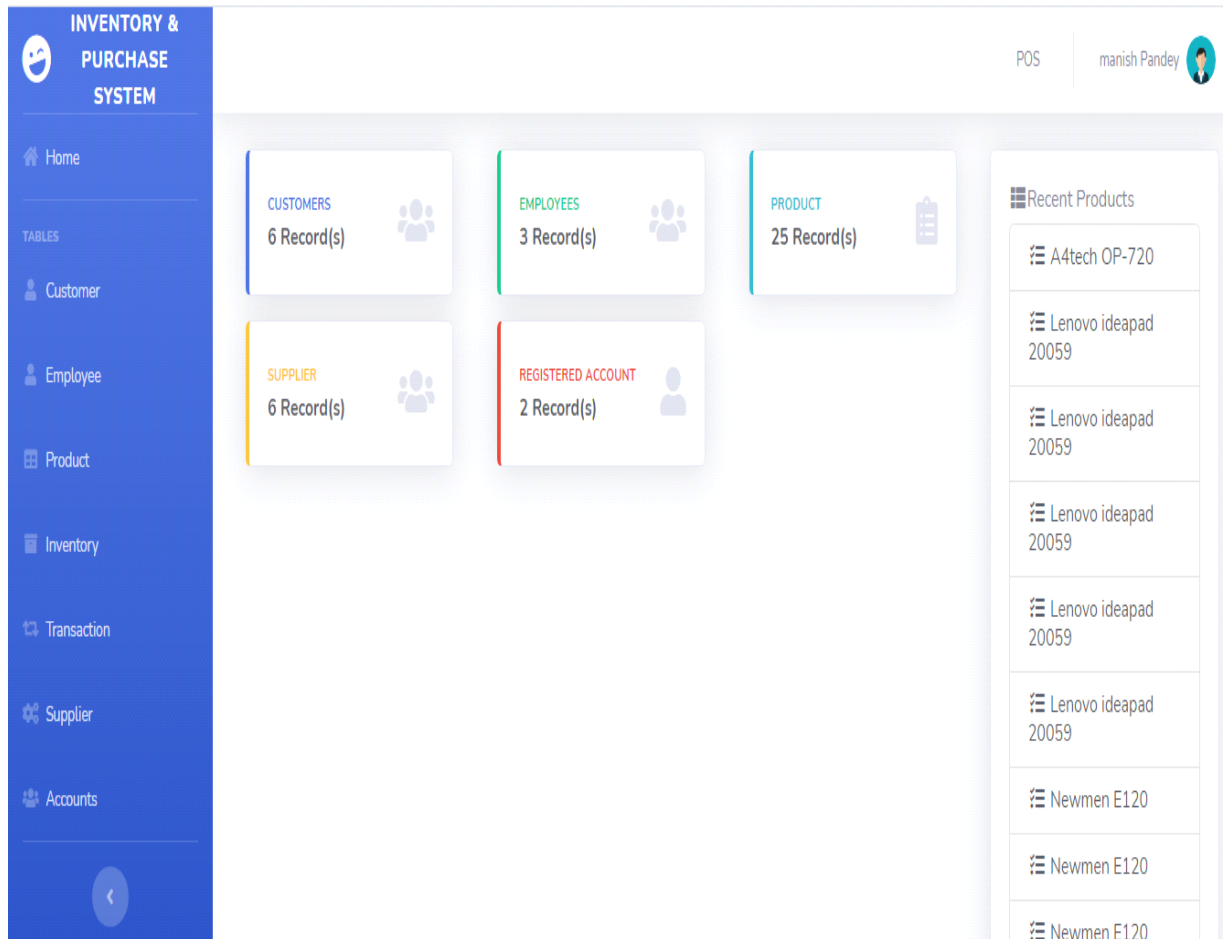 INVENTORY &
PURCHASE
SYSTEM
Home
TABLES
Customer
Employee
Product
Inventory
Transaction
Supplier
Accounts
POS
manish Pandey
CUSTOMERS
6 Record(s)
EMPLOYEES
3 Record(s)
PRODUCT
25 Record(s)
SUPPLIER
6 Record(s)
REGISTERED ACCOUNT
2 Record(s)
Recent Products
A4tech OP-720
Lenovo ideapad
20059
Lenovo ideapad
20059
Lenovo ideapad
20059
Lenovo ideapad
20059
Lenovo ideapad
20059
Newmen E120
Newmen E120
Newmen E120